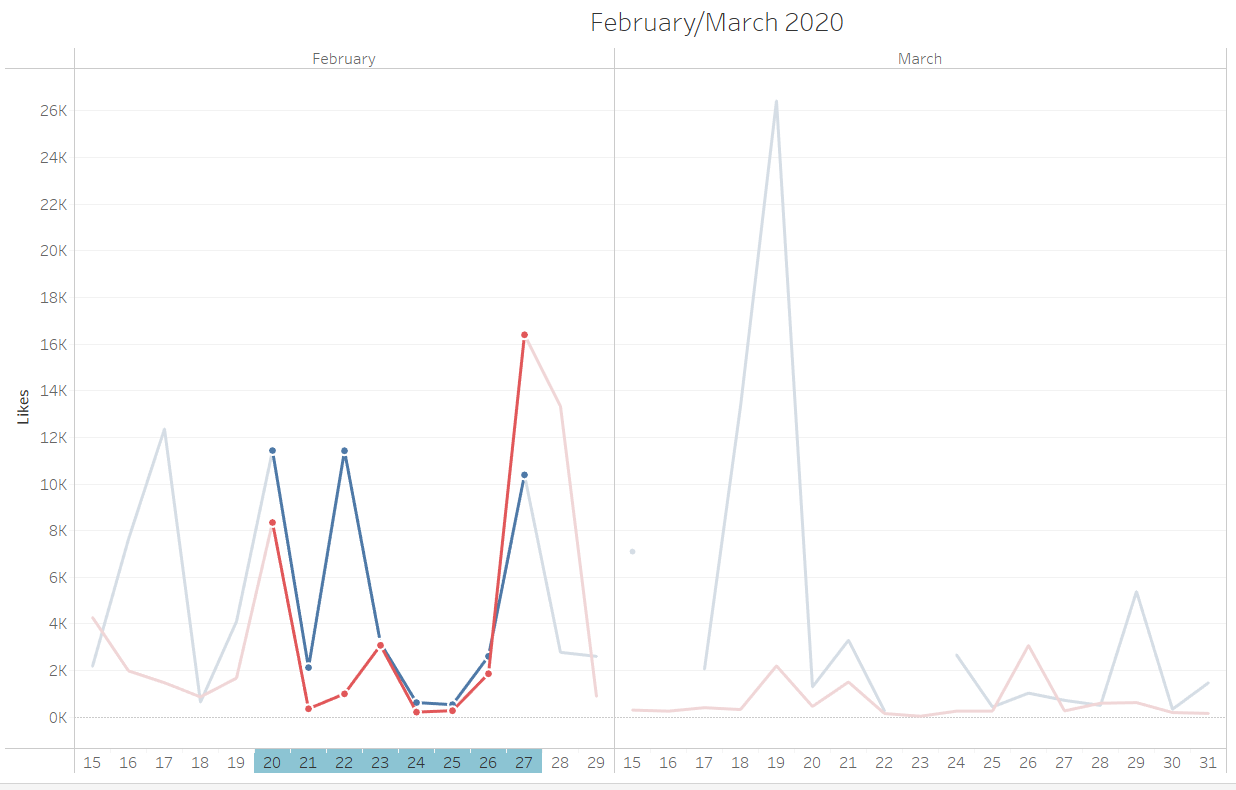 February/March 2020
February March
26K
24K
22K
20K
18K
16K
14K
12K
10K
8K
6K
4K
2K
0K
Likes
15 16 17 18 19 20 21 22 23 24 25 26 27 28 29 15 16 17 18 19 20 21 22 23 24 25 26 27 28 29 30 31